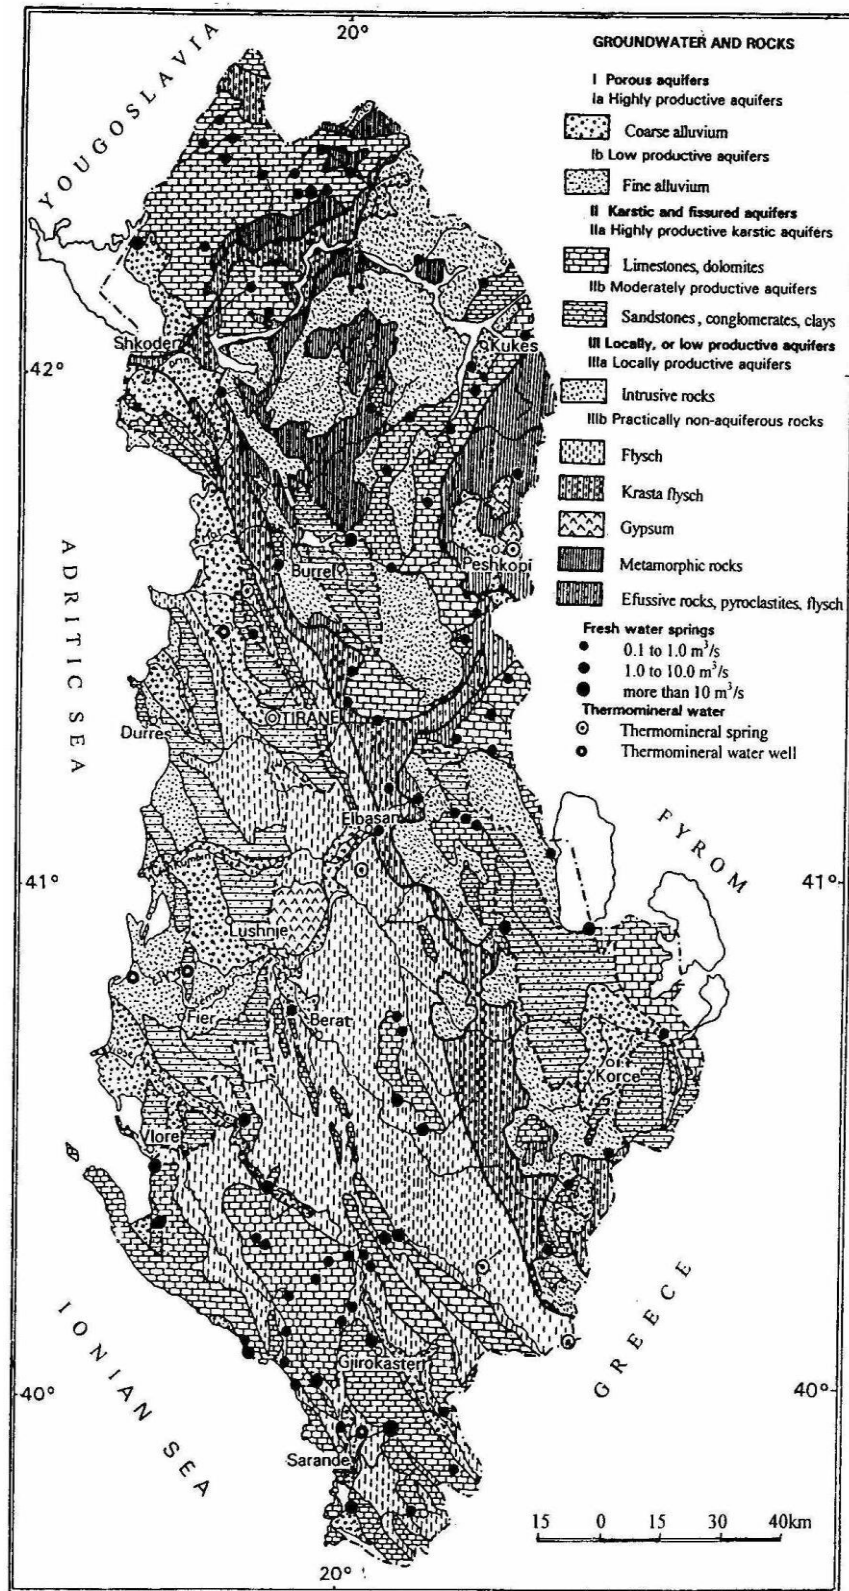 20°
YOUGOSLAVIA
GROUNDWATER AND ROCKS
I Porous aquifers
Ia Highly productive aquifers
Coarse alluvium
Ib Low productive aquifers
Fine alluvium
II Karstic and fissured aquifers
IIa Highly productive karstic aquifers
Limestones, dolomites
IIb Moderately productive aquifers
Sandstones, conglomerates, clays
III Locally, or low productive aquifers
IIIa Locally productive aquifers
Intrusive rocks
IIIb Practically non-aquiferous rocks
Flysch
Krasta flysch
Gypsum
Metamorphic rocks
Efussive rocks, pyroclastites, flysch
Fresh water springs
0.1 to 1.0 m³/s
1.0 to 10.0 m³/s
more than 10 m³/s
Thermomineral water
Thermomineral spring
Thermomineral water well
Shkoder
Kukes
42°
ADRITIC SEA
Burrel
Peshkopi
TIRANE
Durres
Elbasan
FYROM
41°
41°
Lushnje
Fier
Berat
Korce
Vlore
IONIAN SEA
GREECE
Gjirokaster
40°
40°
Sarande
15 0 15 30 40km
20°